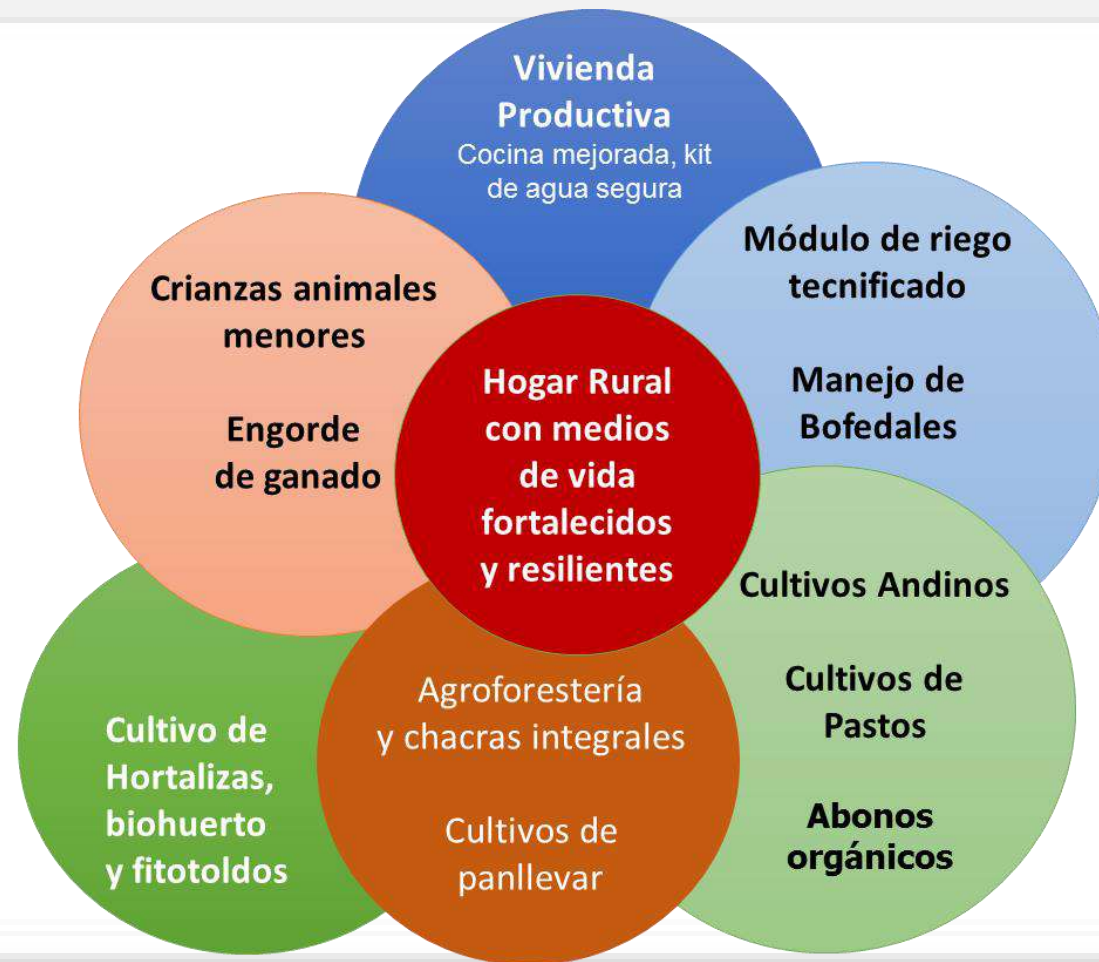 Vivienda
Productiva
Cocina mejorada, kit
de agua segura
Módulo de riego
tecnificado
Manejo de
Bofedales
Crianzas animales
menores
Engorde
de ganado
Hogar Rural
con medios
de vida
fortalecidos
y resilientes
Cultivos Andinos
Cultivos de
Pastos
Abonos
orgánicos
Agroforestería
y chacras integrales
Cultivos de
panllevar
Cultivo de
Hortalizas,
biohuerto
y fitotoldos